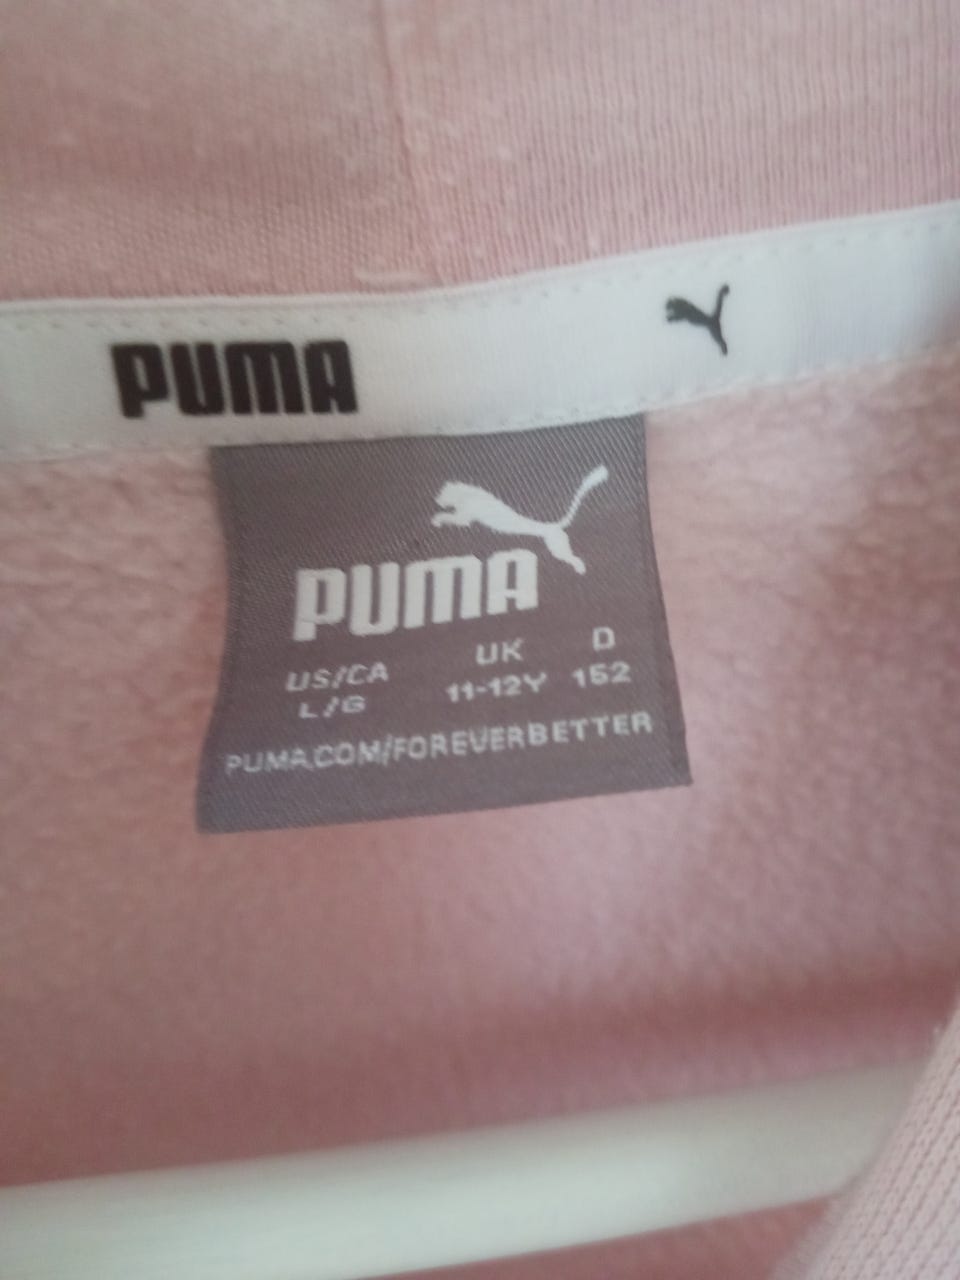 PUMA
PUMA
US/CA UK D
L/G 11-12Y 152
PUMA.COM/FOREVERBETTER